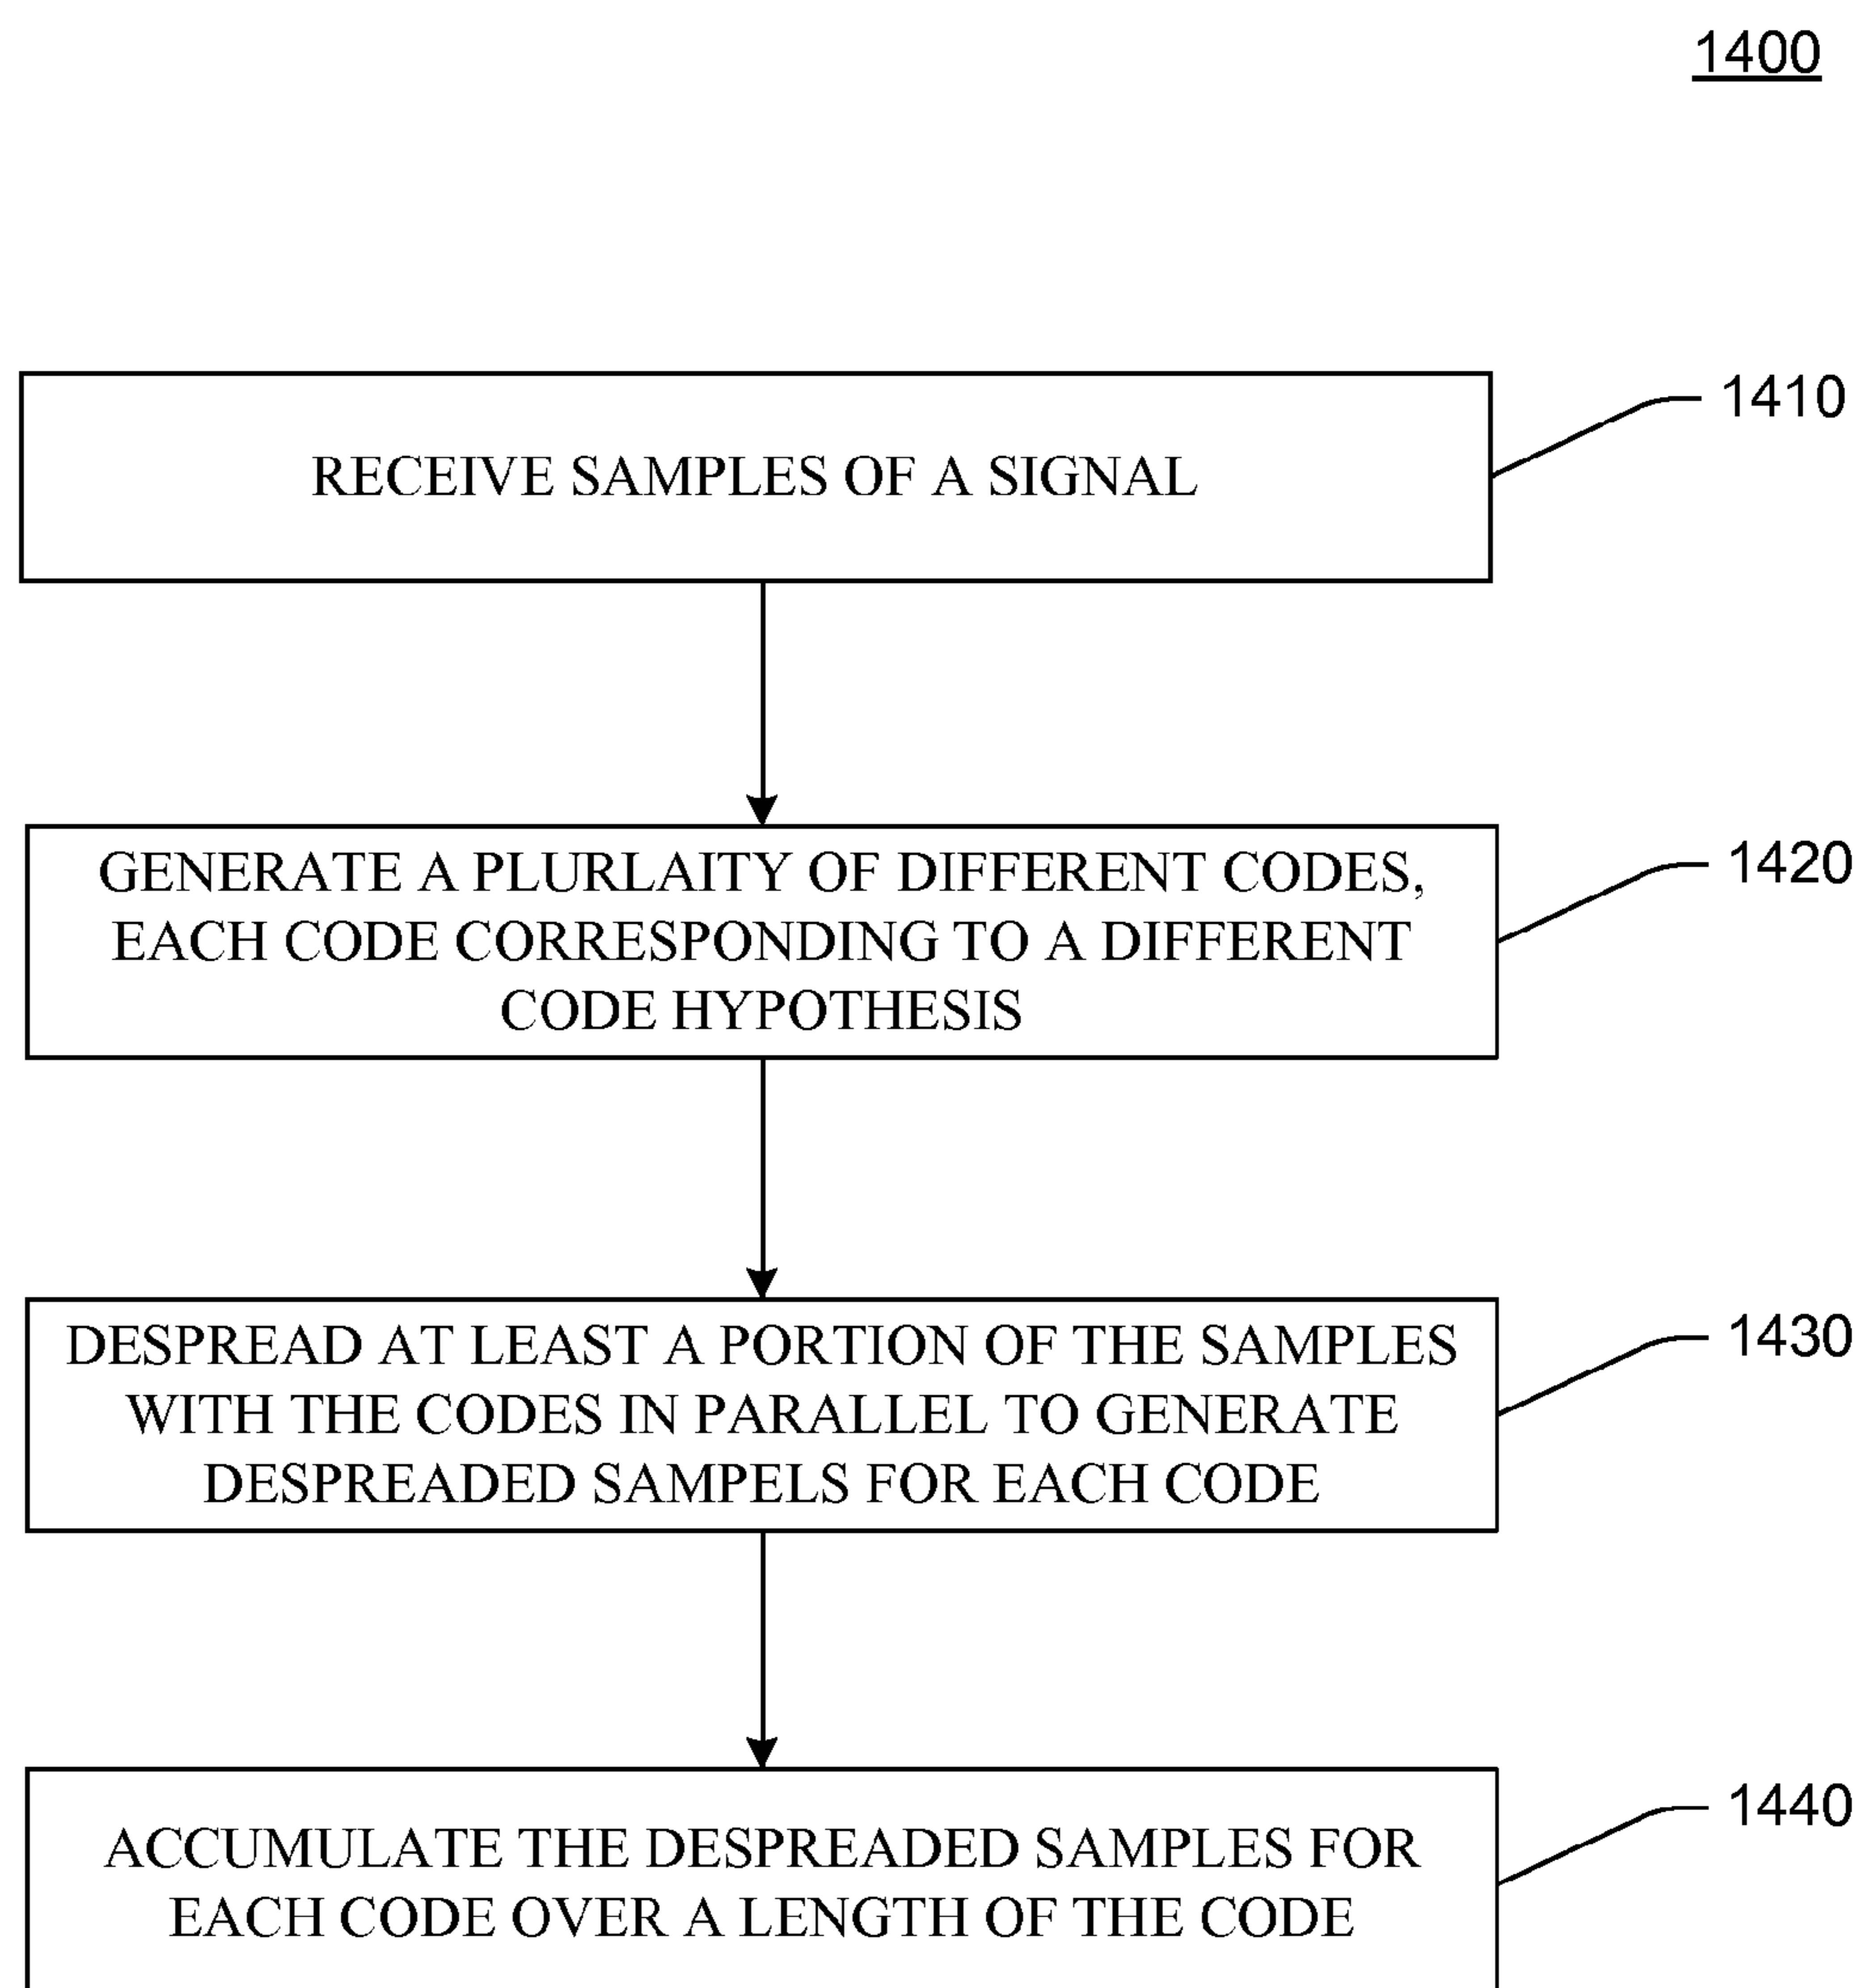 1400
RECEIVE SAMPLES OF A SIGNAL
1410
GENERATE A PLURLAITY OF DIFFERENT CODES,
EACH CODE CORRESPONDING TO A DIFFERENT
CODE HYPOTHESIS
1420
DESPREAD AT LEAST A PORTION OF THE SAMPLES
WITH THE CODES IN PARALLEL TO GENERATE
DESPREADED SAMPELS FOR EACH CODE
1430
ACCUMULATE THE DESPREADED SAMPLES FOR
EACH CODE OVER A LENGTH OF THE CODE
1440